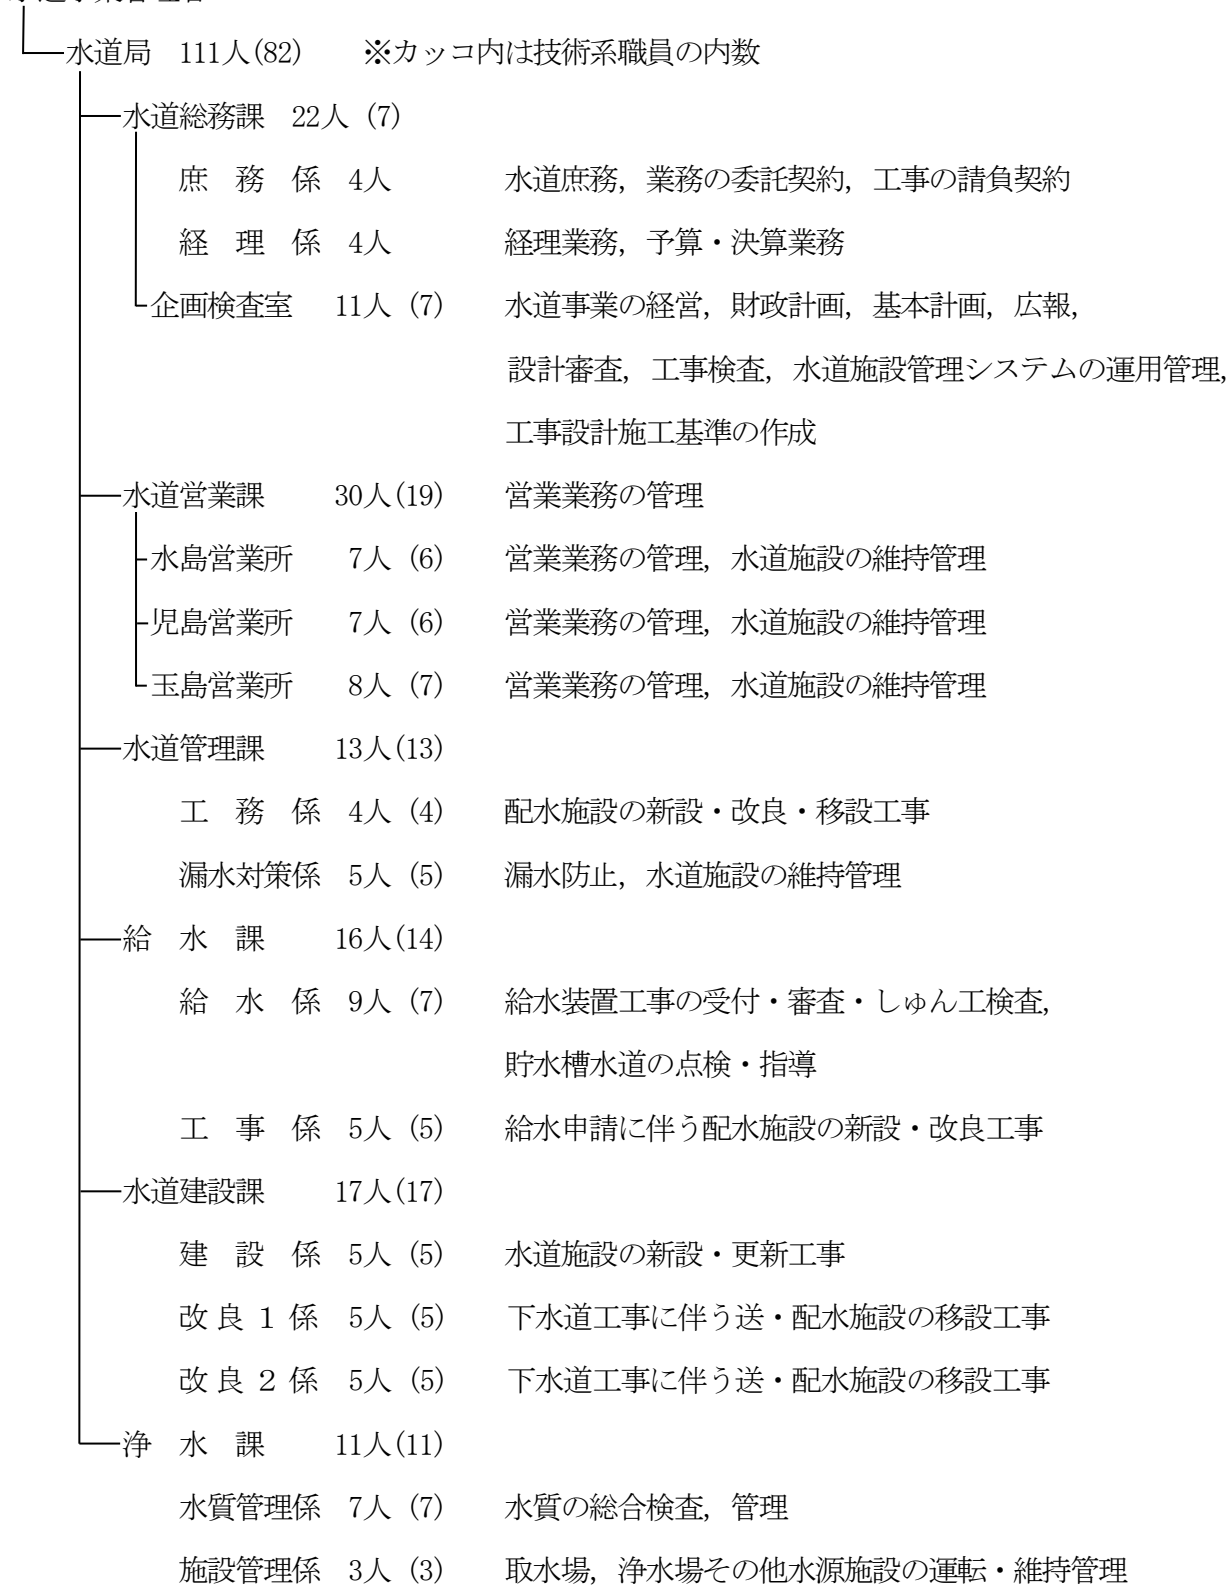 水道局 111人(82) ※カッコ内は技術系職員の内数
水道総務課 22人 (7)
庶 務 係 4人 水道庶務，業務の委託契約，工事の請負契約
経 理 係 4人 経理業務，予算・決算業務
企画検査室 11人 (7) 水道事業の経営，財政計画，基本計画，広報，
設計審査，工事検査，水道施設管理システムの運用管理，
工事設計施工基準の作成
水道営業課 30人(19) 営業業務の管理
水島営業所 7人 (6) 営業業務の管理，水道施設の維持管理
児島営業所 7人 (6) 営業業務の管理，水道施設の維持管理
玉島営業所 8人 (7) 営業業務の管理，水道施設の維持管理
水道管理課 13人(13)
工 務 係 4人 (4) 配水施設の新設・改良・移設工事
漏水対策係 5人 (5) 漏水防止，水道施設の維持管理
給 水 課 16人(14)
給 水 係 9人 (7) 給水装置工事の受付・審査・しゅん工検査，
貯水槽水道の点検・指導
工 事 係 5人 (5) 給水申請に伴う配水施設の新設・改良工事
水道建設課 17人(17)
建 設 係 5人 (5) 水道施設の新設・更新工事
改 良 １ 係 5人 (5) 下水道工事に伴う送・配水施設の移設工事
改 良 ２ 係 5人 (5) 下水道工事に伴う送・配水施設の移設工事
浄 水 課 11人(11)
水質管理係 7人 (7) 水質の総合検査，管理
施設管理係 3人 (3) 取水場，浄水場その他水源施設の運転・維持管理